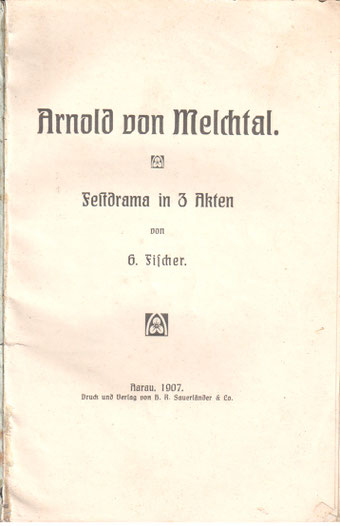 Arnold von Melchtal.
Festdrama in 3 Akten
von
G. Fischer.
Aarau, 1907.
Druck und Verlag von H. R. Sauerländer & Co.